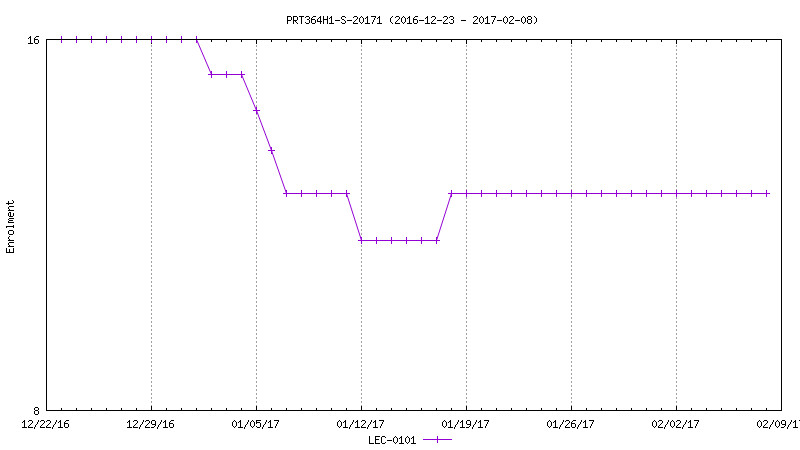 PRT364H1-S-20171 (2016-12-23 - 2017-02-08)
16
Enrolment
8
12/22/16 12/29/16 01/05/17 01/12/17 01/19/17 01/26/17 02/02/17 02/09/1
LEC-0101